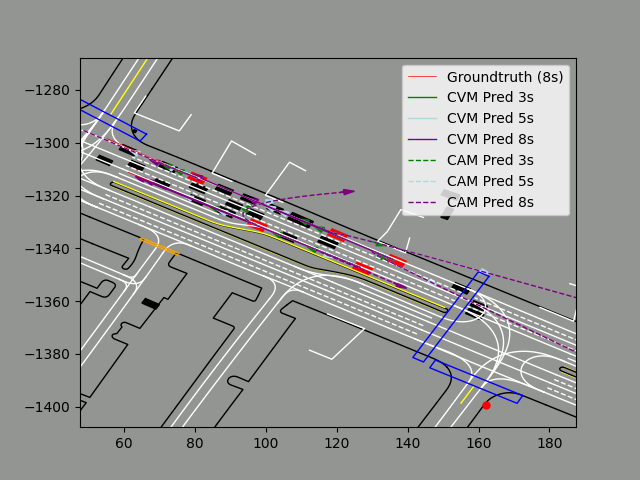 Groundtruth (8s)
CVM Pred 3s
CVM Pred 5s
CVM Pred 8s
CAM Pred 3s
CAM Pred 5s
CAM Pred 8s
−1280
−1300
−1320
−1340
−1360
−1380
−1400
60 80 100 120 140 160 180